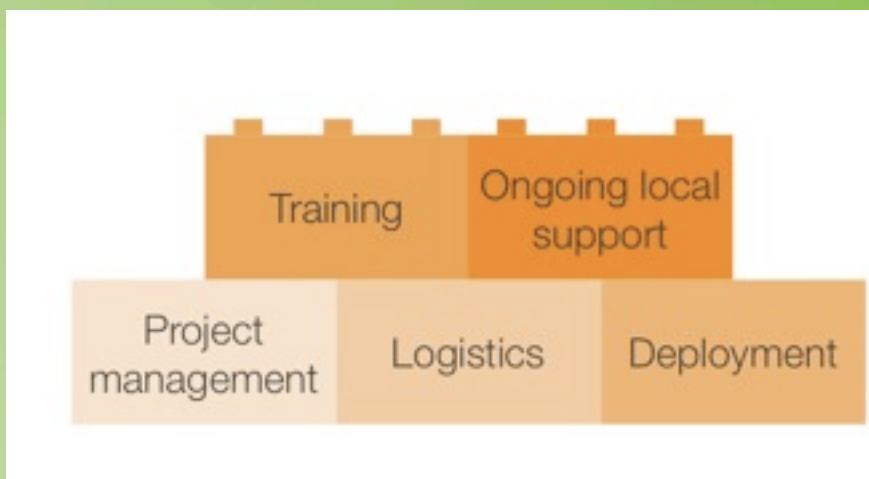 Training
Ongoing local
support
Project
management
Logistics
Deployment